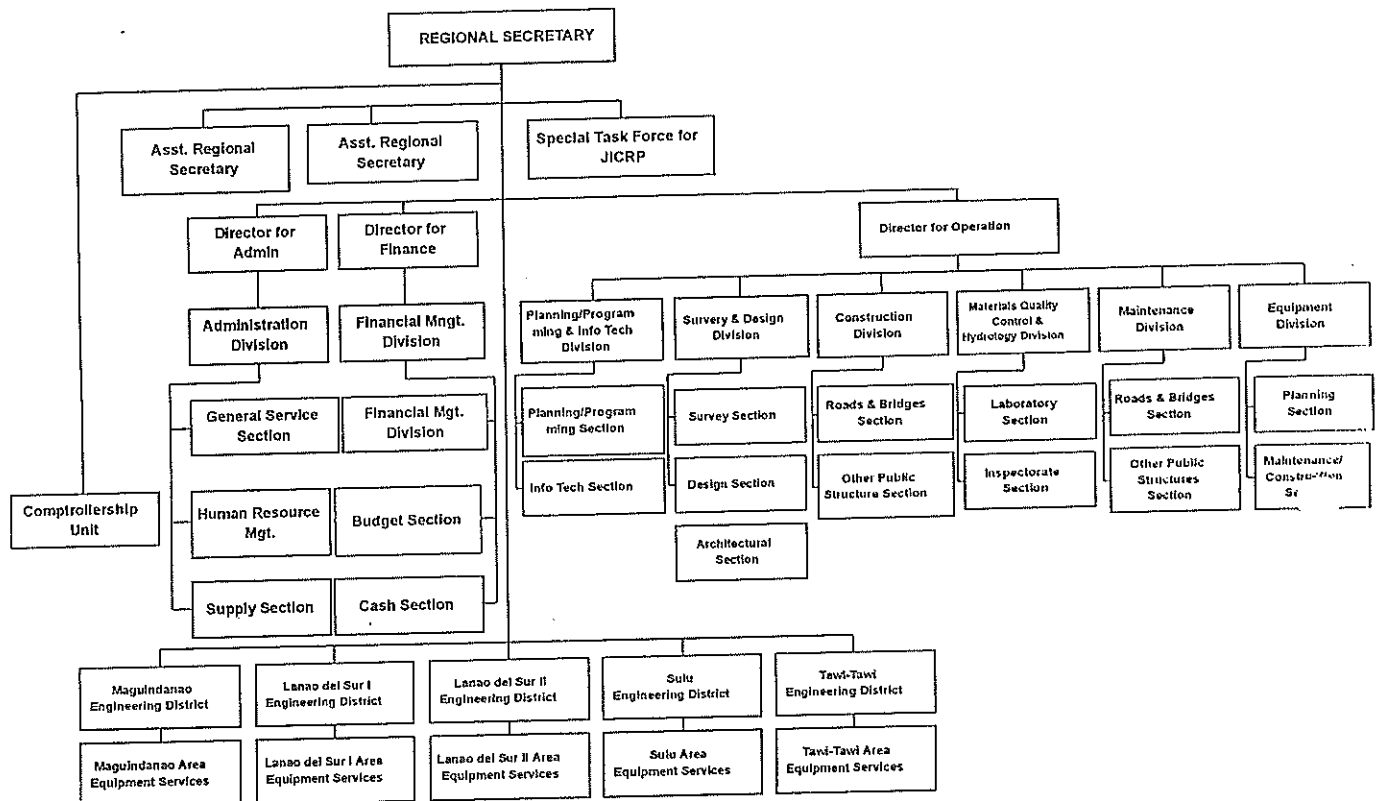 REGIONAL SECRETARY
Asst. Regional
Secretary
Asst. Regional
Secretary
Special Task Force for
JICRP
Director for
Admin
Director for
Finance
Director for Operation
Administration
Division
Financial Mngt.
Division
Planning/Program
ming & Info Tech
Division
Survery & Design
Division
Construction
Division
Materials Quality
Control &
Hydrology Division
Maintenance
Division
Equipment
Division
General Service
Section
Financial Mgt.
Division
Planning/Program
ming Section
Survey Section
Roads & Bridges
Section
Laboratory
Section
Roads & Bridges
Section
Planning
Section
Info Tech Section
Design Section
Other Public
Structure Section
Inspectorate
Section
Other Public
Structures
Section
Maintenance/
Comptrollership
Unit
Human Resource
Mgt.
Budget Section
Architectural
Section
Supply Section
Cash Section
Maguindanao
Engineering District
Lanao del Sur I
Engineering District
Lanao del Sur II
Engineering District
Sulu
Engineering District
Tawi-Tawi
Engineering District
Maguindanao Area
Equipment Services
Lanao del Sur I Area
Equipment Services
Lanao del Sur II Area
Equipment Services
Sulu Area
Equipment Services
Tawi-Tawi Area
Equipment Services